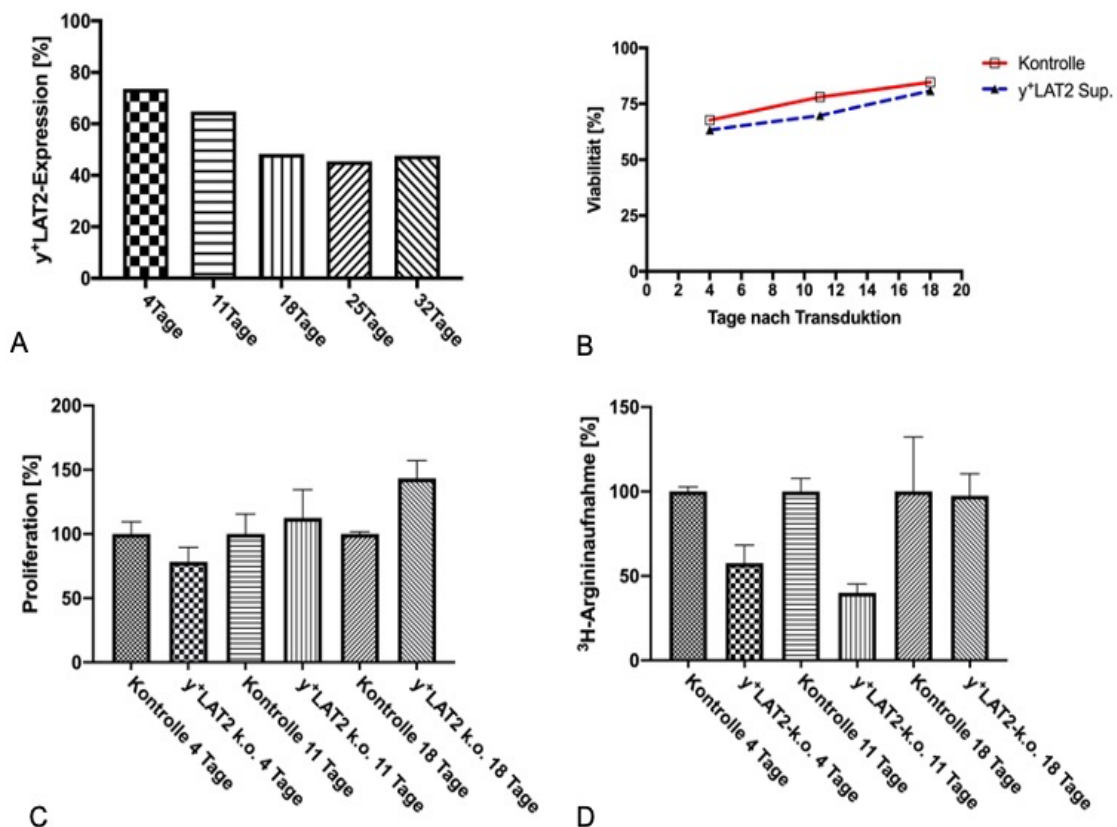 y⁺LAT2-Expression [%]
100
80
60
40
20
0
4Tage
11Tage
18Tage
25Tage
32Tage
A
Viabilität [%]
100
75
50
25
0
0 2 4 6 8 10 12 14 16 18 20
Tage nach Transduktion
Kontrolle
y⁺LAT2 Sup.
B
Proliferation [%]
200
150
100
50
0
Kontrolle 4 Tage
y⁺LAT2 k.o. 4 Tage
Kontrolle 11 Tage
y⁺LAT2 k.o. 11 Tage
Kontrolle 18 Tage
y⁺LAT2 k.o. 18 Tage
C
³H-Argininaufnahme [%]
150
100
50
0
Kontrolle 4 Tage
y⁺LAT2-k.o. 4 Tage
Kontrolle 11 Tage
y⁺LAT2-k.o. 11 Tage
Kontrolle 18 Tage
y⁺LAT2-k.o. 18 Tage
D